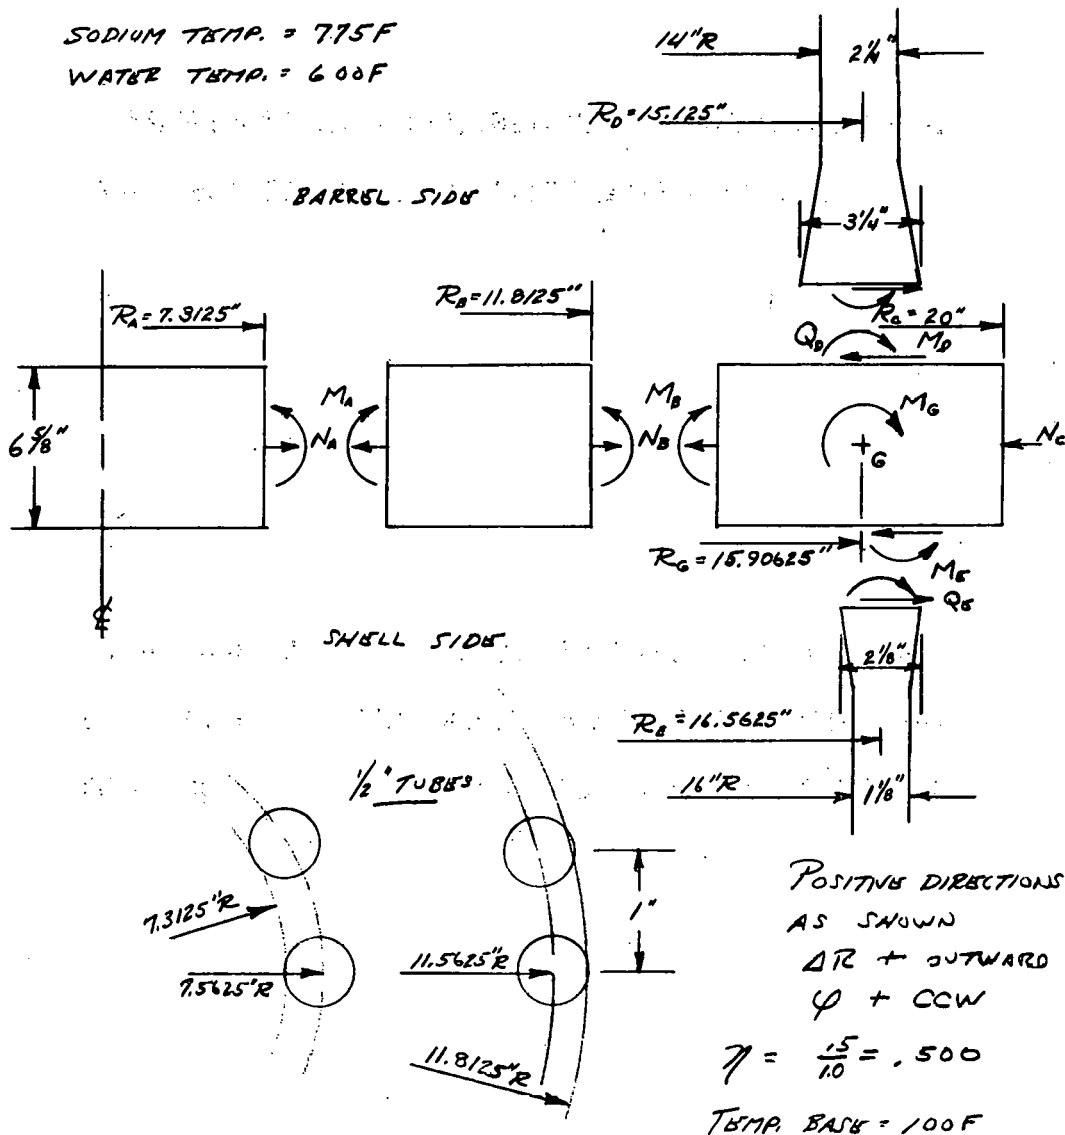 SODIUM TEMP. = 775F
WATER TEMP. = 600F
14"R
2¼"
R_D = 15.125"
BARREL SIDE
3¼"
R_A = 7.3125"
R_B = 11.8125"
R_C = 20"
Q_D
M_D
6⅝"
M_A
N_A
M_B
N_B
M_G
G
N_C
R_G = 15.90625"
M_E
Q_E
℄
SHELL SIDE
2⅛"
R_E = 16.5625"
16"R
1⅛"
½" TUBES
1"
7.3125"R
7.5625"R
11.5625"R
11.8125"R
POSITIVE DIRECTIONS
AS SHOWN
ΔR + OUTWARD
φ + CCW
η = .5/1.0 = .500
TEMP. BASE = 100F